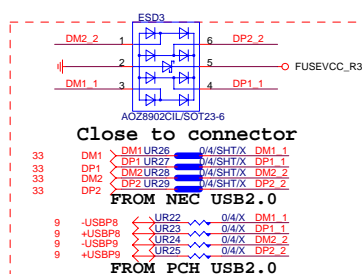 ESD3
DM2_2 1 6 DP2_2
2 5 FUSEVCC_R3
DM1_1 3 4 DP1_1
AOZ8902CIL/SOT23-6
Close to connector
33 DM1 DM1 UR26 0/4/SHT/X DM1_1
33 DP1 DP1 UR27 0/4/SHT/X DP1_1
33 DM2 DM2 UR28 0/4/SHT/X DM2_2
33 DP2 DP2 UR29 0/4/SHT/X DP2_2
FROM NEC USB2.0
9 -USBP8 UR22 0/4/X DM1_1
9 +USBP8 UR23 0/4/X DP1_1
9 -USBP9 UR24 0/4/X DM2_2
9 +USBP9 UR25 0/4/X DP2_2
FROM PCH USB2.0